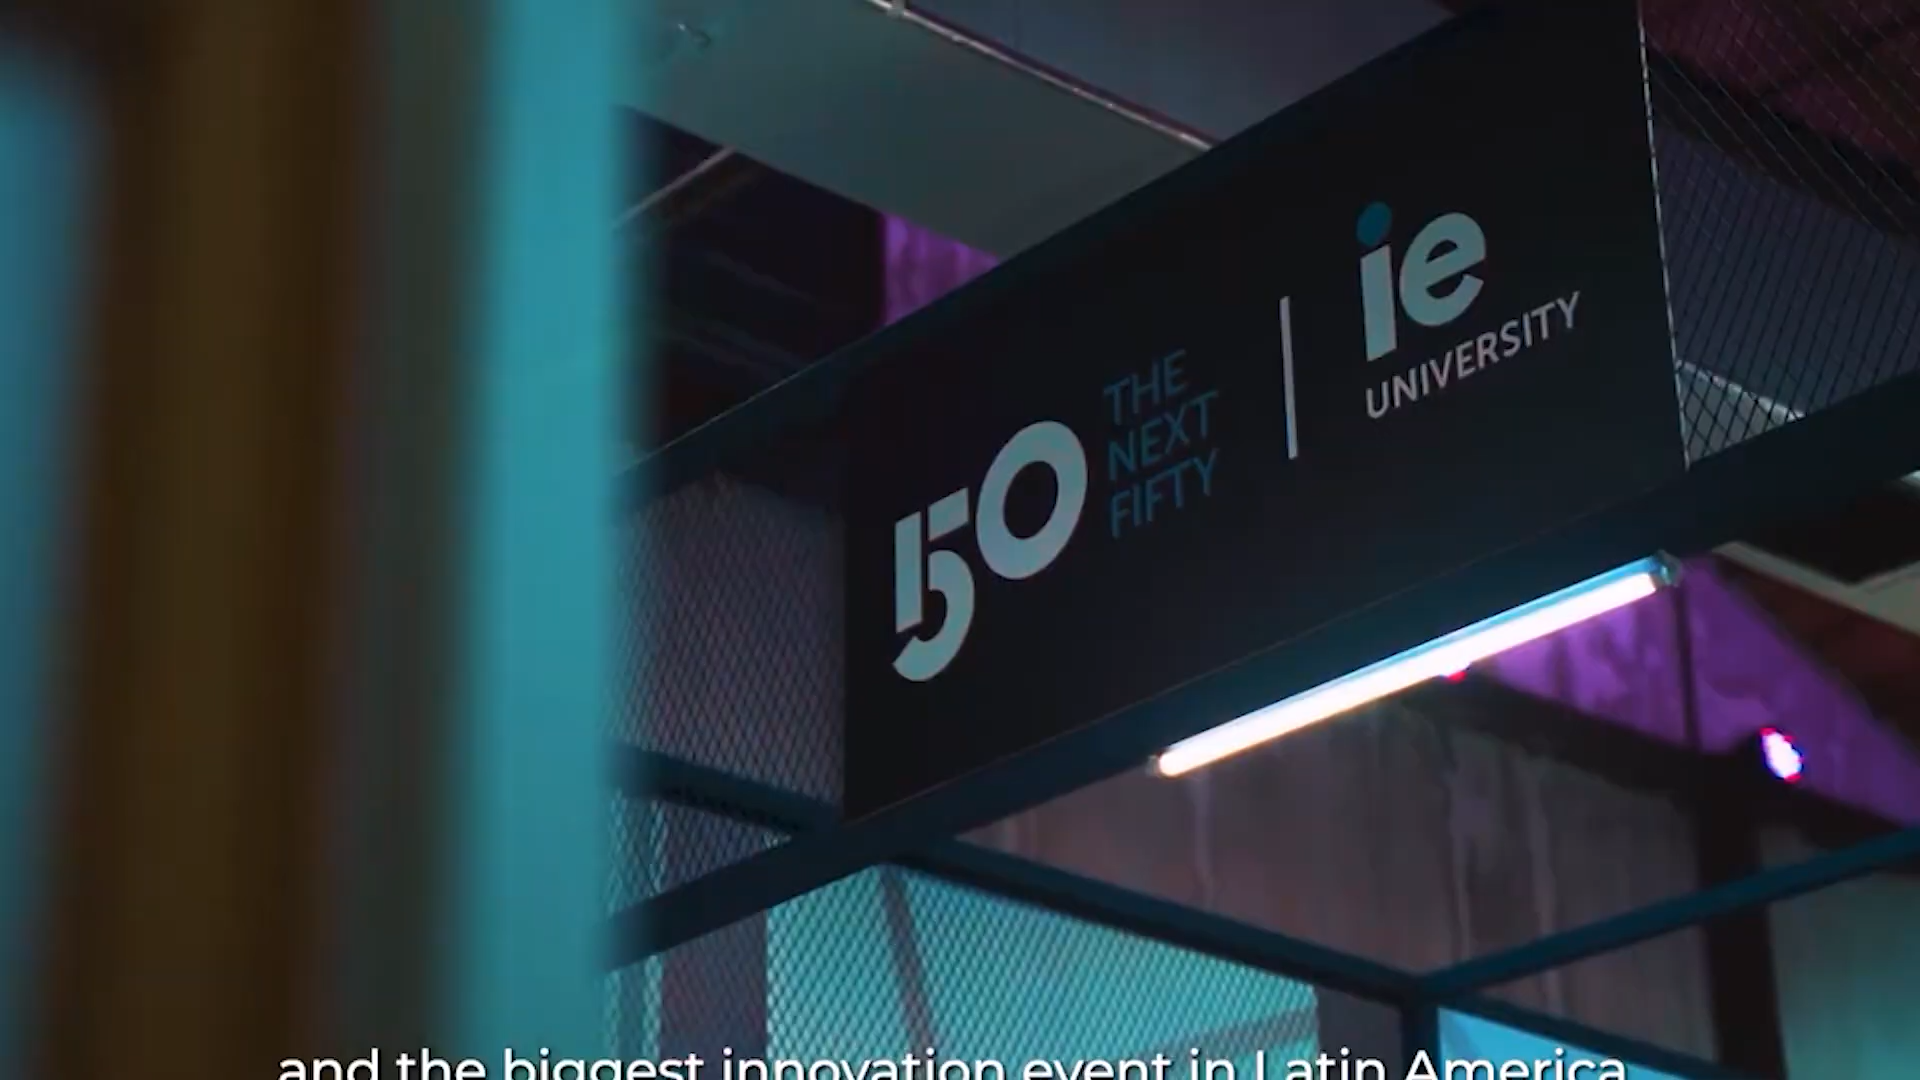 50
THE
NEXT
FIFTY
ie
UNIVERSITY
and the biggest innovation event in Latin America